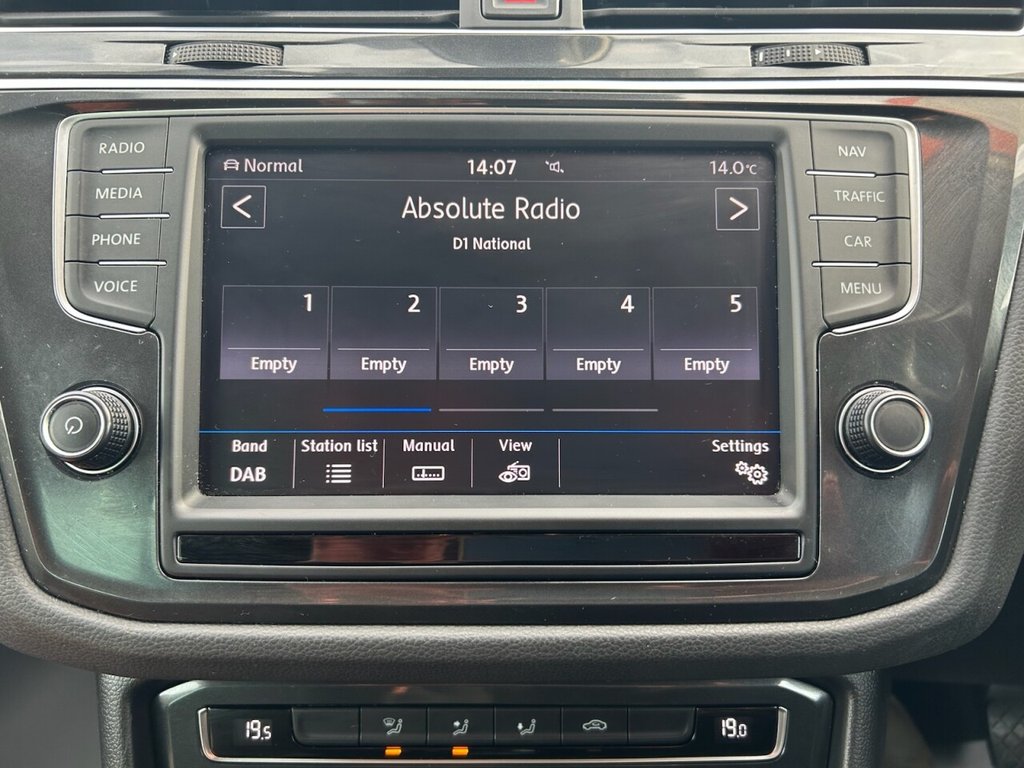 RADIO
MEDIA
PHONE
VOICE
Normal 14:07 14.0°C
< Absolute Radio >
D1 National
1 2 3 4 5
Empty Empty Empty Empty Empty
Band Station list Manual View Settings
DAB
NAV
TRAFFIC
CAR
MENU
19.5 19.0